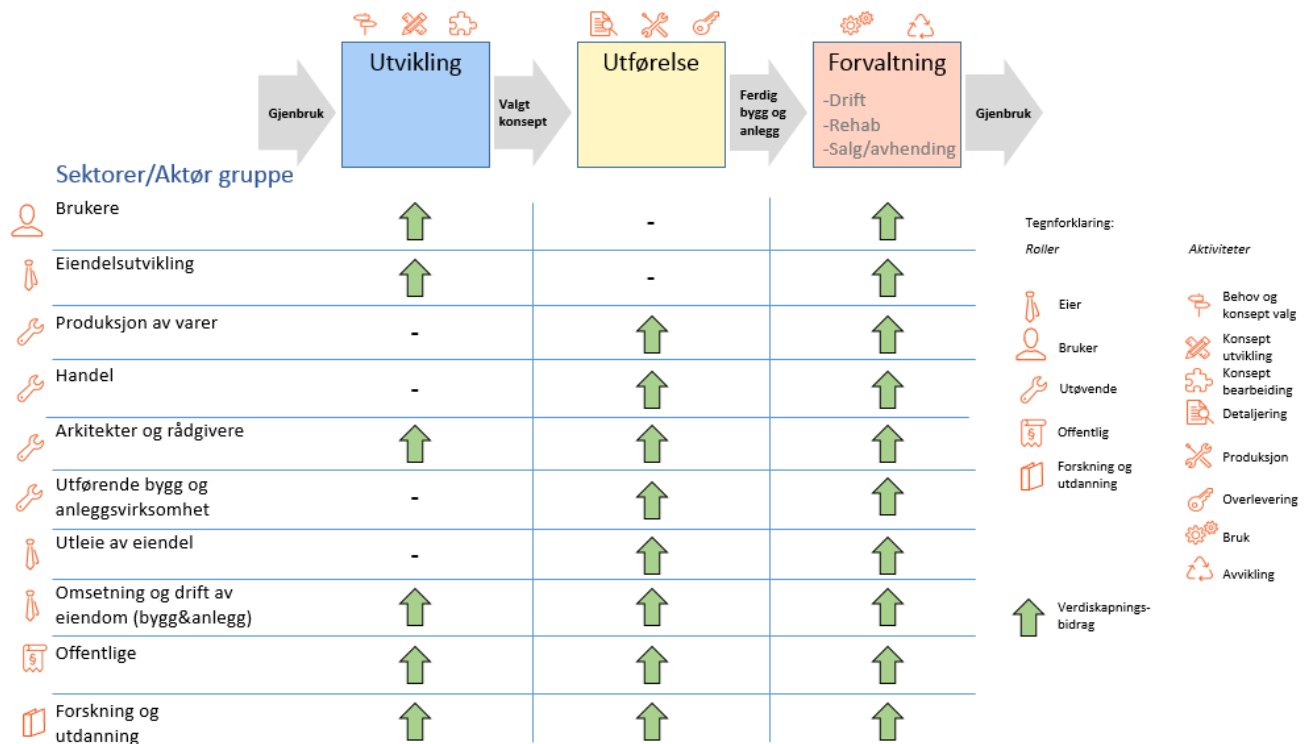 Utvikling
Utførelse
Forvaltning
-Drift
-Rehab
-Salg/avhending
Gjenbruk
Valgt
konsept
Ferdig
bygg og
anlegg
Gjenbruk
Sektorer/Aktør gruppe
Brukere
-
Eiendelsutvikling
-
Produksjon av varer
-
Handel
-
Arkitekter og rådgivere
Utførende bygg og
anleggsvirksomhet
-
Utleie av eiendel
-
Omsetning og drift av
eiendom (bygg&anlegg)
§
Offentlige
Forskning og
utdanning
Tegnforklaring:
Roller
Eier
Bruker
Utøvende
§
Offentlig
Forskning og
utdanning
Aktiviteter
Behov og
konsept valg
Konsept
utvikling
Konsept
bearbeiding
Detaljering
Produksjon
Overlevering
Bruk
Avvikling
Verdiskapnings-
bidrag